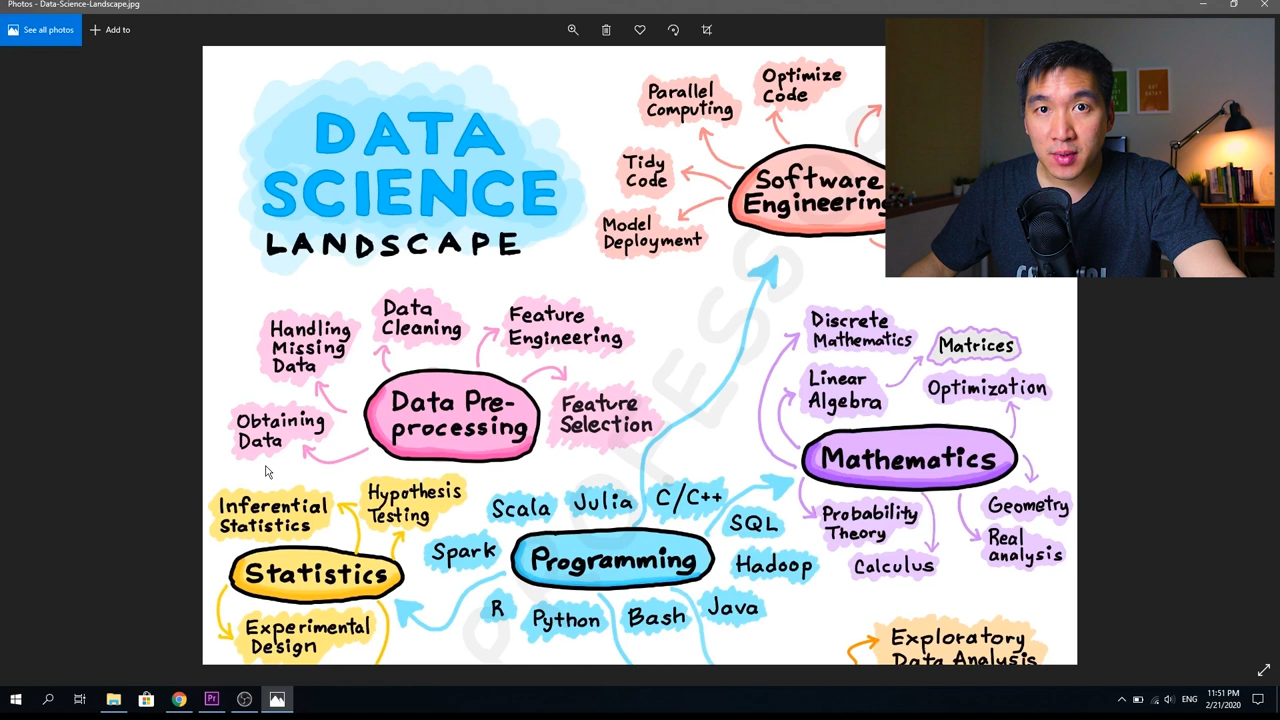 Photos - Data-Science-Landscape.jpg
See all photos
Add to
DATA
SCIENCE
LANDSCAPE
Parallel
Computing
Optimize
Code
Tidy
Code
Model
Deployment
Software
Engineering
Handling
Missing
Data
Data
Cleaning
Feature
Engineering
Obtaining
Data
Data Pre-
processing
Feature
Selection
Discrete
Mathematics
Matrices
Linear
Algebra
Optimization
Mathematics
Probability
Theory
Calculus
Geometry
Real
analysis
Inferential
Statistics
Hypothesis
Testing
Statistics
Experimental
Design
Scala
Julia
C/C++
SQL
Spark
Programming
Hadoop
R
Python
Bash
Java
Exploratory
Data Analysis
Pr
ENG
11:51 PM
2/21/2020